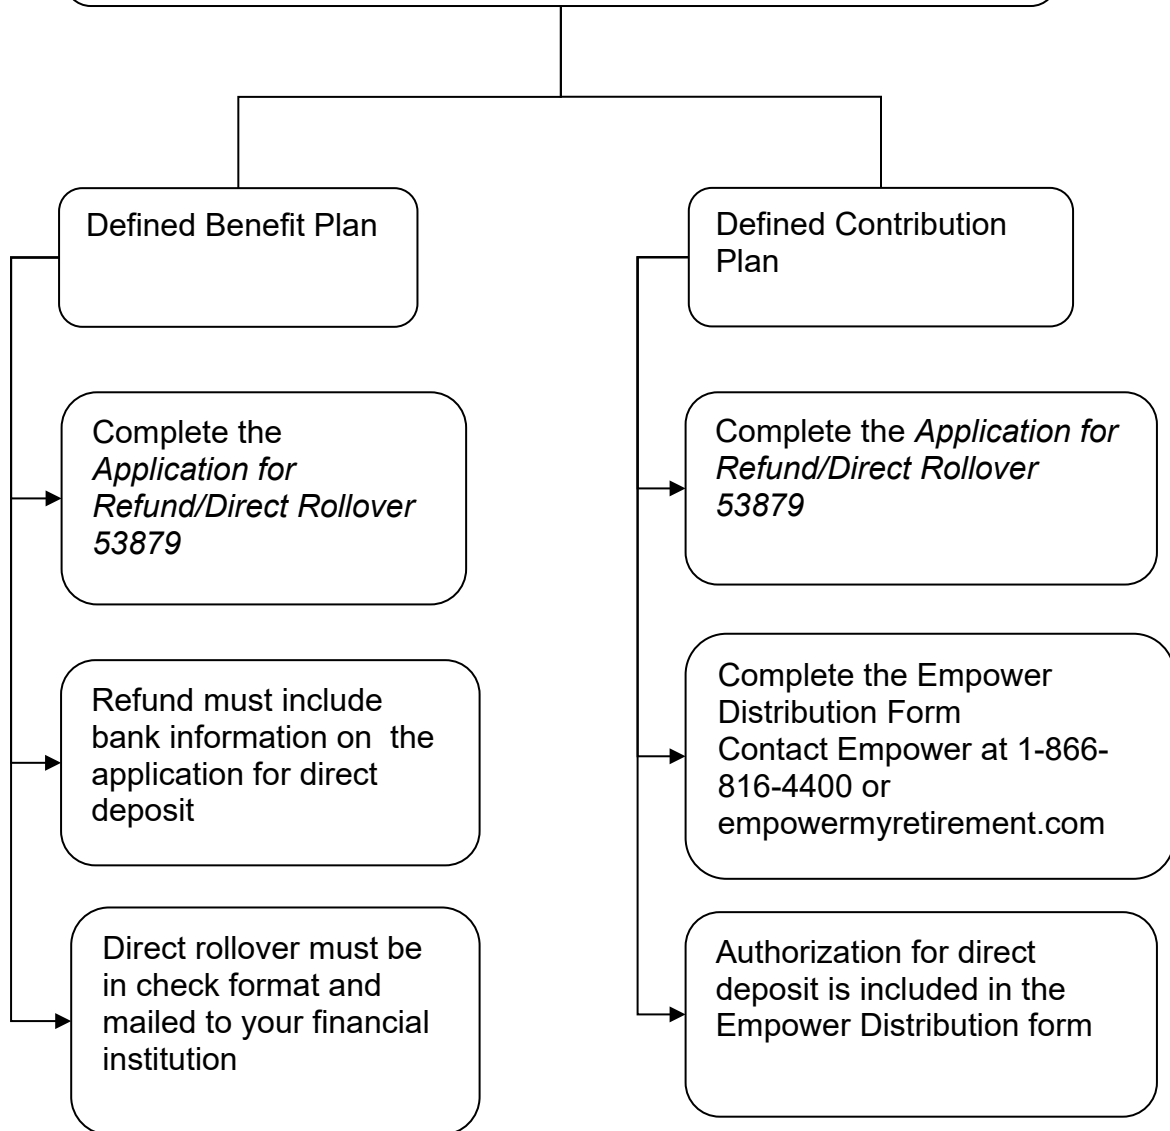 Defined Benefit Plan
Defined Contribution
Plan
Complete the
Application for
Refund/Direct Rollover
53879
Complete the Application for
Refund/Direct Rollover
53879
Refund must include
bank information on  the
application for direct
deposit
Complete the Empower
Distribution Form
Contact Empower at 1-866-
816-4400 or
empowermyretirement.com
Direct rollover must be
in check format and
mailed to your financial
institution
Authorization for direct
deposit is included in the
Empower Distribution form